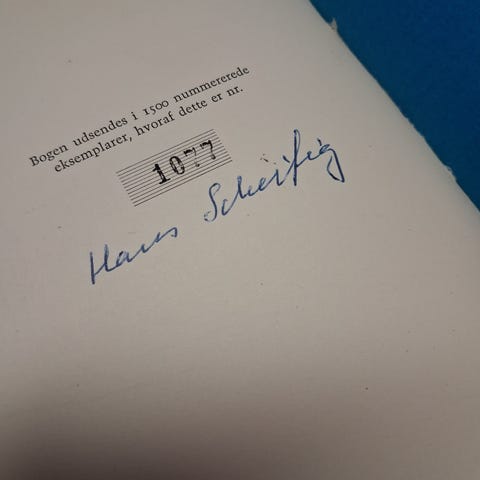 Bogen udsendes i 1500 nummererede
eksemplarer, hvoraf dette er nr.
1077
Hans Scherfig